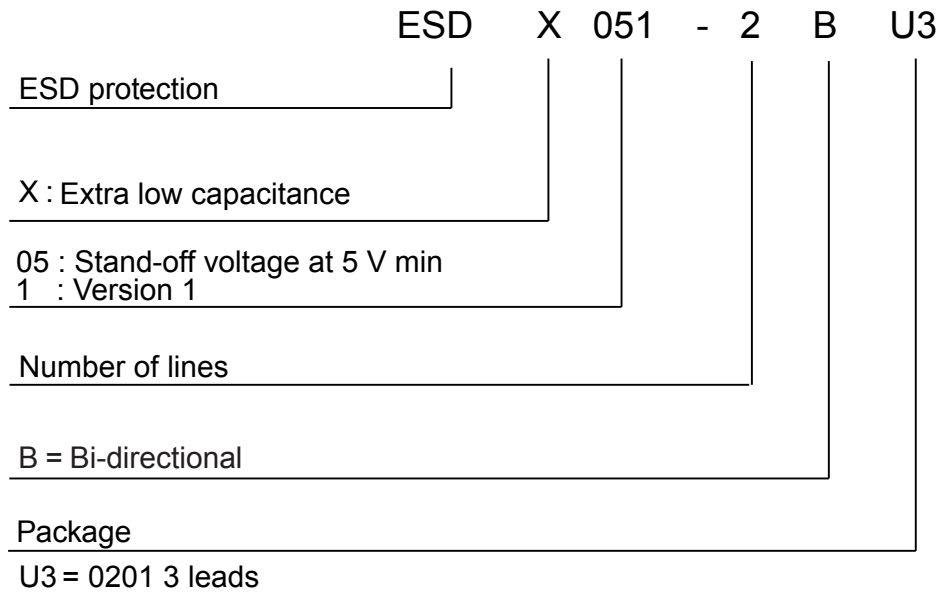 ESD X 051 - 2 B U3
ESD protection
X : Extra low capacitance
05 : Stand-off voltage at 5 V min
1 : Version 1
Number of lines
B = Bi-directional
Package
U3 = 0201 3 leads